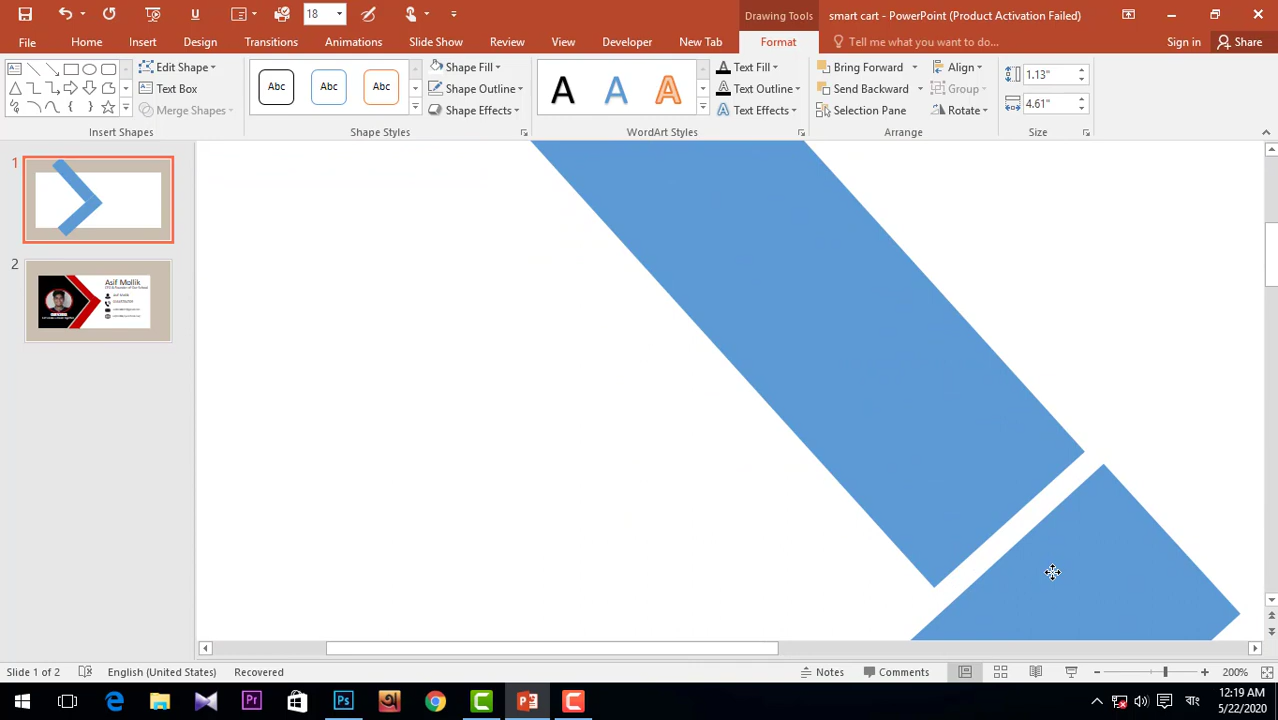 18
Drawing Tools
smart cart - PowerPoint (Product Activation Failed)
File
Home
Insert
Design
Transitions
Animations
Slide Show
Review
View
Developer
New Tab
Format
Tell me what you want to do...
Sign in
Share
Edit Shape
Text Box
Merge Shapes
Insert Shapes
Abc
Abc
Abc
Shape Fill
Shape Outline
Shape Effects
Shape Styles
A
A
A
Text Fill
Text Outline
Text Effects
WordArt Styles
Bring Forward
Send Backward
Selection Pane
Align
Group
Rotate
Arrange
1.13"
4.61"
Size
1
2
Asif Mollik
Slide 1 of 2
English (United States)
Recovered
Notes
Comments
200%
Pr
Ps
বাং
12:19 AM
5/22/2020